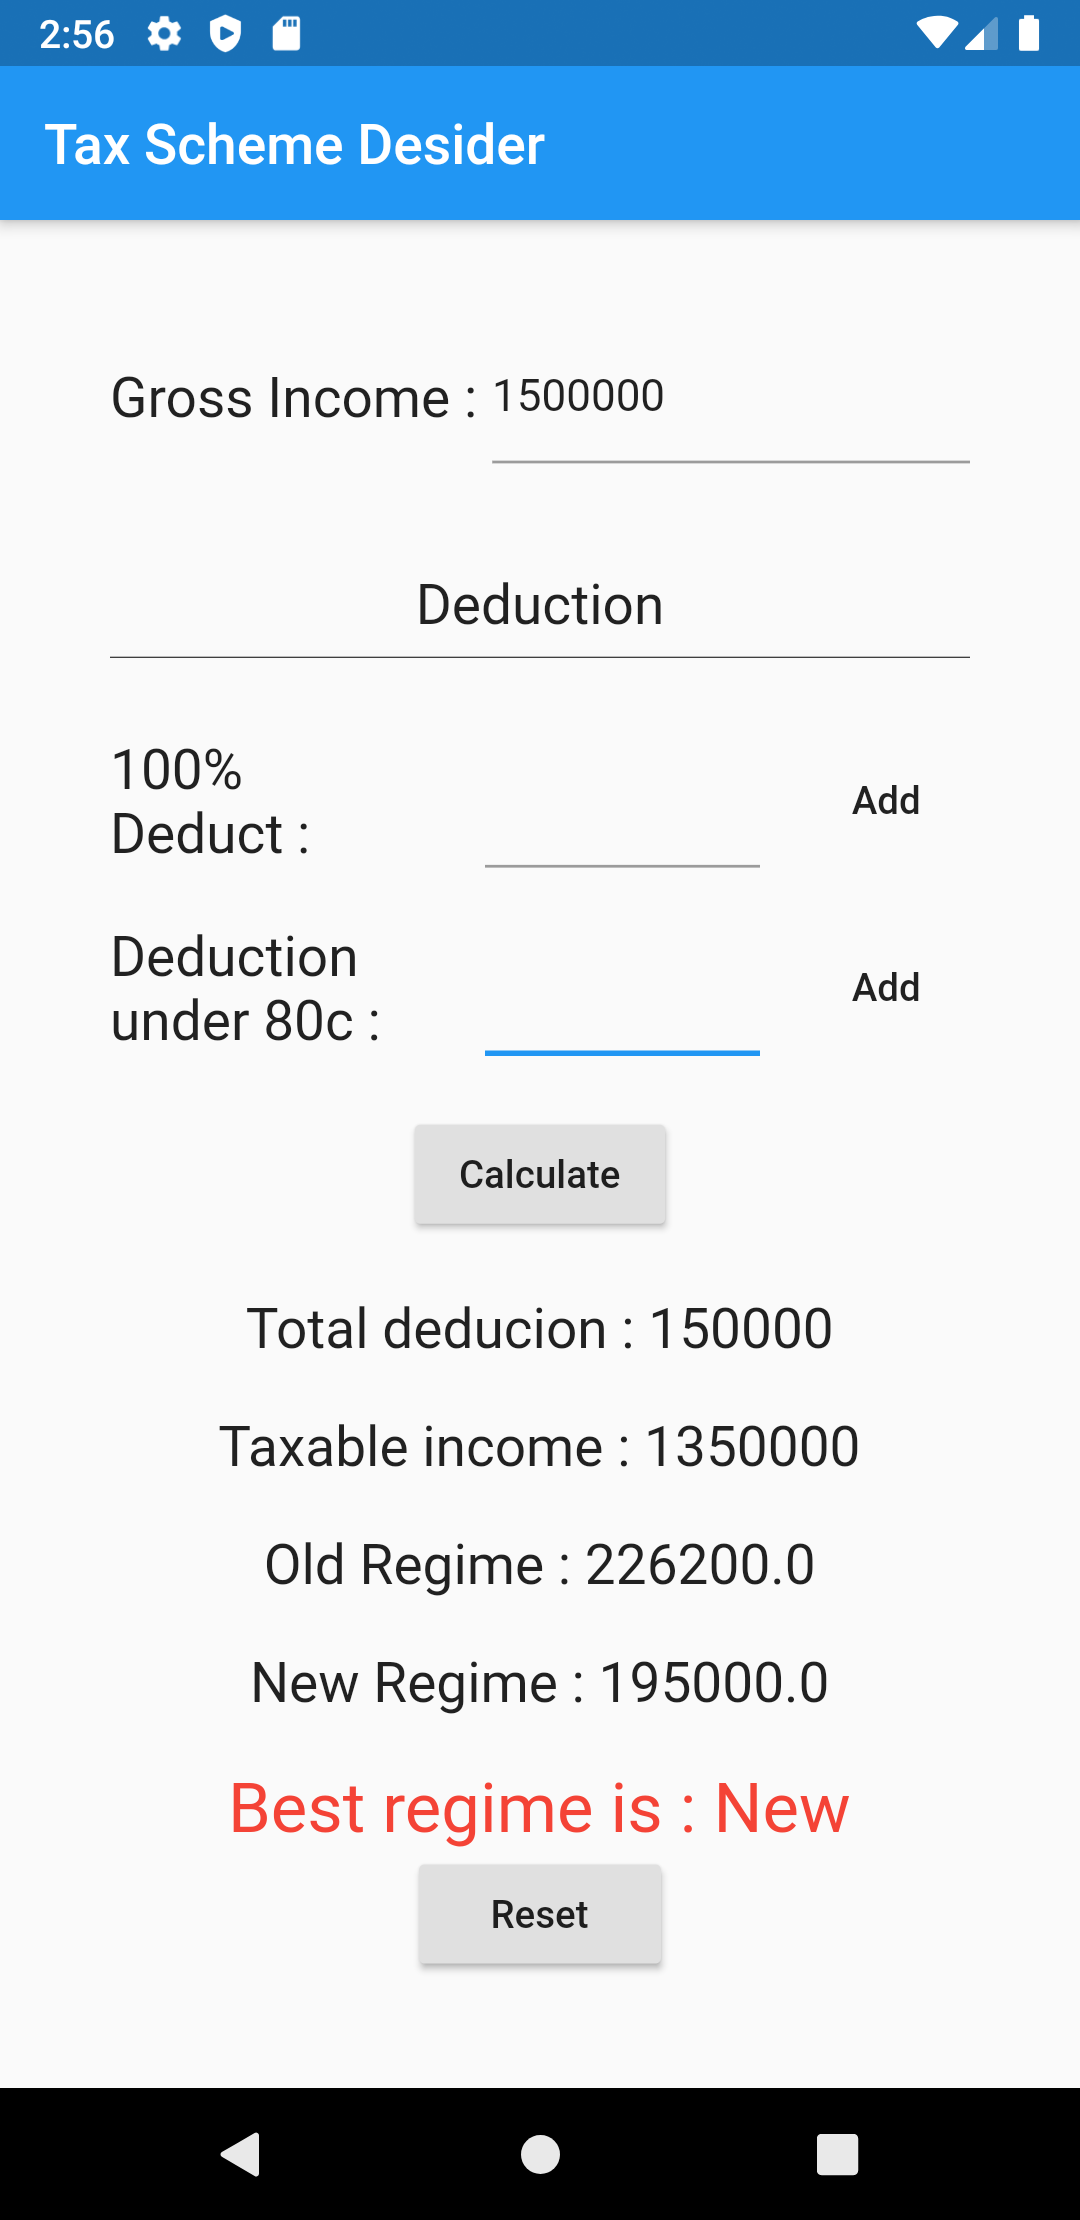 2:56
Tax Scheme Desider
Gross Income : 1500000
Deduction
100%
Deduct :
Add
Deduction
under 80c :
Add
Calculate
Total deducion : 150000
Taxable income : 1350000
Old Regime : 226200.0
New Regime : 195000.0
Best regime is : New
Reset